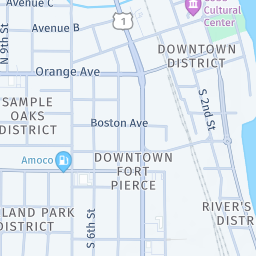 Avenue C
Cultural
Center
1
N 9th St
Avenue B
DOWNTOWN
DISTRICT
Orange Ave
S 2nd St
SAMPLE
OAKS
DISTRICT
Boston Ave
Amoco
DOWNTOWN
FORT
PIERCE
RIVER'S
DISTR
LAND PARK
DISTRICT
S 6th St